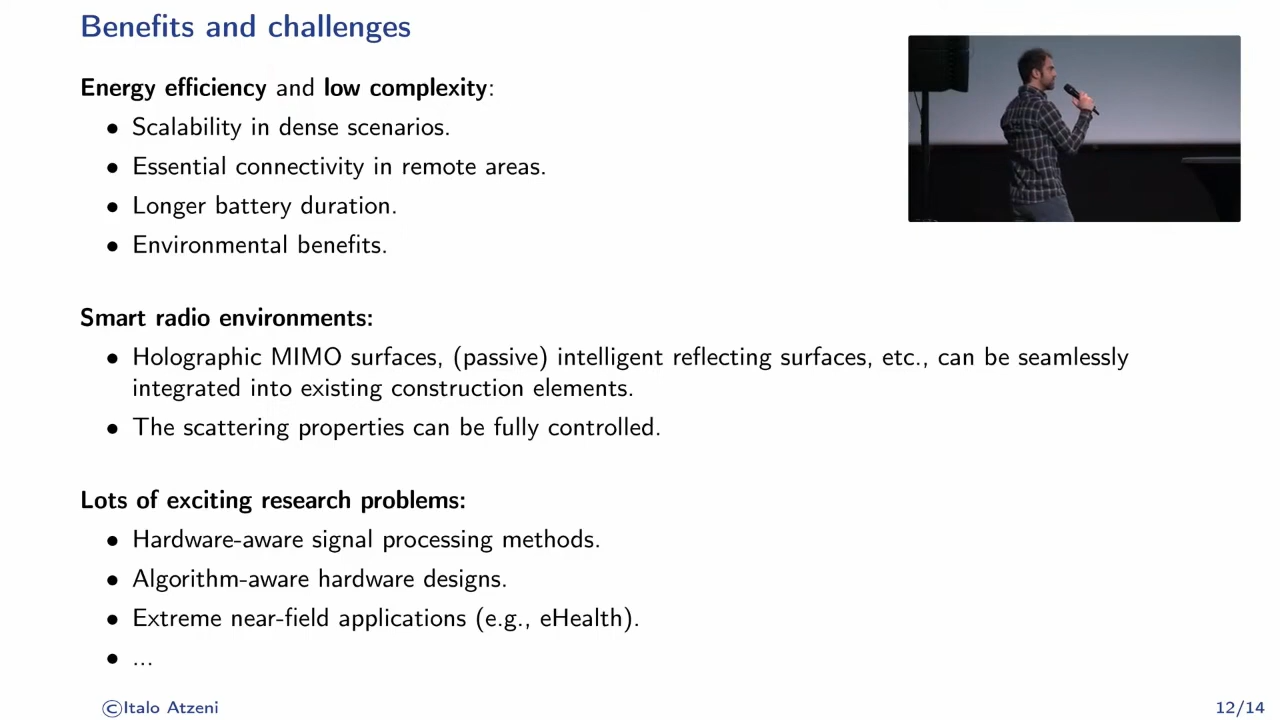 Benefits and challenges
Energy efficiency and low complexity:
• Scalability in dense scenarios.
• Essential connectivity in remote areas.
• Longer battery duration.
• Environmental benefits.
Smart radio environments:
• Holographic MIMO surfaces, (passive) intelligent reflecting surfaces, etc., can be seamlessly
integrated into existing construction elements.
• The scattering properties can be fully controlled.
Lots of exciting research problems:
• Hardware-aware signal processing methods.
• Algorithm-aware hardware designs.
• Extreme near-field applications (e.g., eHealth).
• ...
©Italo Atzeni
12/14